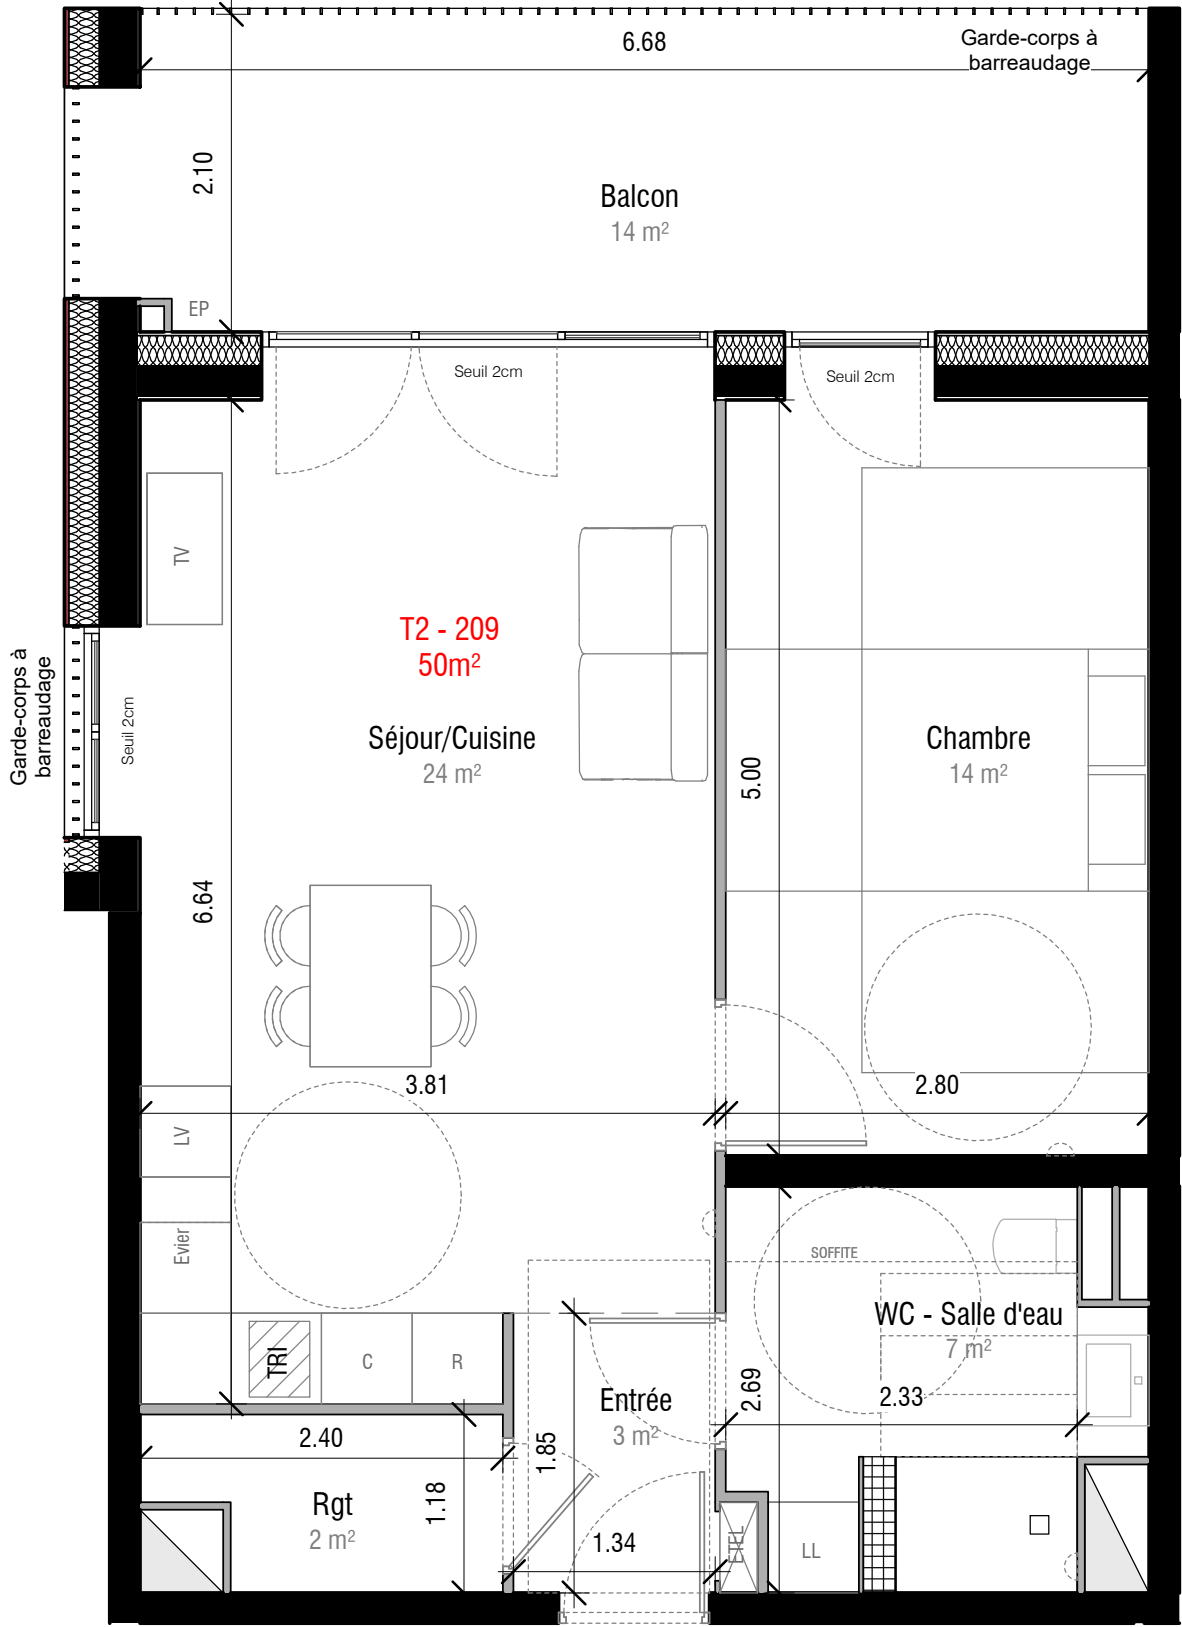 6.68
Garde-corps à
barreaudage
2.10
Balcon
14 m²
EP
Seuil 2cm
Seuil 2cm
TV
T2 - 209
50m²
Garde-corps à
barreaudage
Seuil 2cm
Séjour/Cuisine
24 m²
Chambre
14 m²
5.00
6.64
3.81
2.80
LV
Evier
SOFFITE
WC - Salle d'eau
7 m²
TRI
C
R
2.69
2.33
Entrée
3 m²
2.40
1.85
1.18
Rgt
2 m²
1.34
ETEL
LL